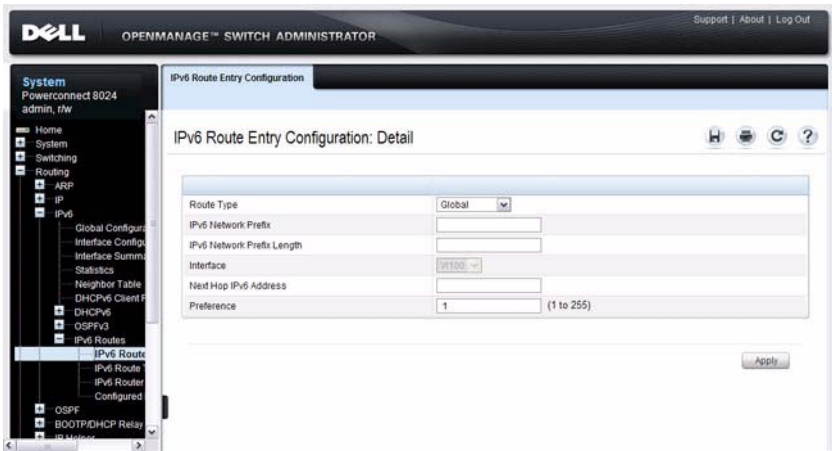 Support | About | Log Out
DELL
OPENMANAGE™ SWITCH ADMINISTRATOR
System
Powerconnect 8024
admin, r/w
IPv6 Route Entry Configuration
IPv6 Route Entry Configuration: Detail
Home
System
Switching
Routing
ARP
IP
IPv6
Global Configura
Interface Configu
Interface Summa
Statistics
Neighbor Table
DHCPv6 Client F
DHCPv6
OSPFv3
IPv6 Routes
IPv6 Route
IPv6 Route
IPv6 Router
Configured
OSPF
BOOTP/DHCP Relay
IP Helper
Route Type Global
IPv6 Network Prefix
IPv6 Network Prefix Length
Interface Vl100
Next Hop IPv6 Address
Preference 1 (1 to 255)
Apply